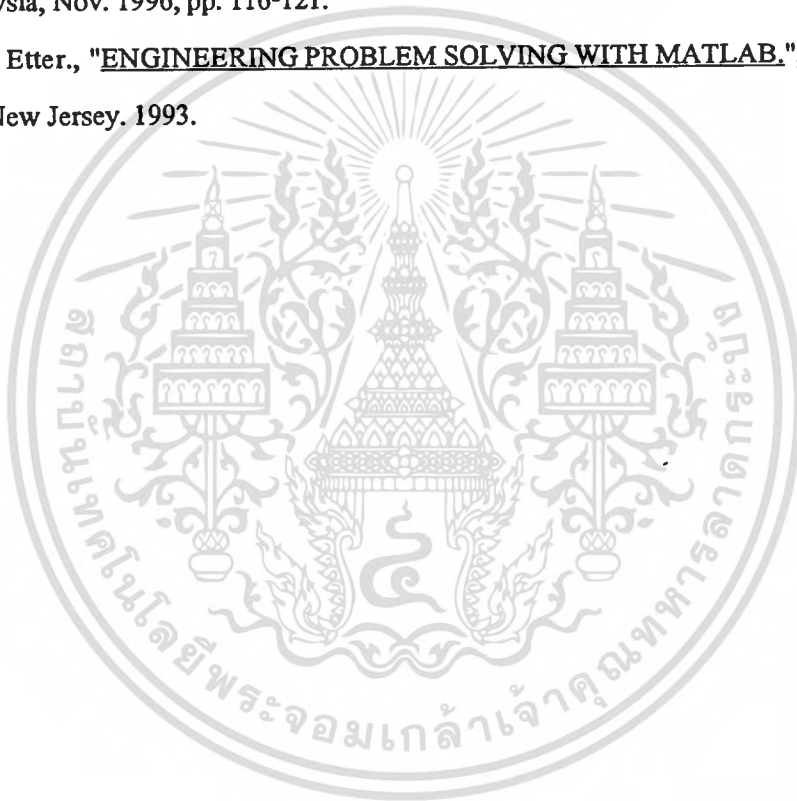 ysia, Nov. 1996, pp. 116-121.
Etter., "ENGINEERING PROBLEM SOLVING WITH MATLAB."
New Jersey. 1993.
สถาบันเทคโนโลยีพระจอมเกล้าเจ้าคุณทหารลาดกระบัง